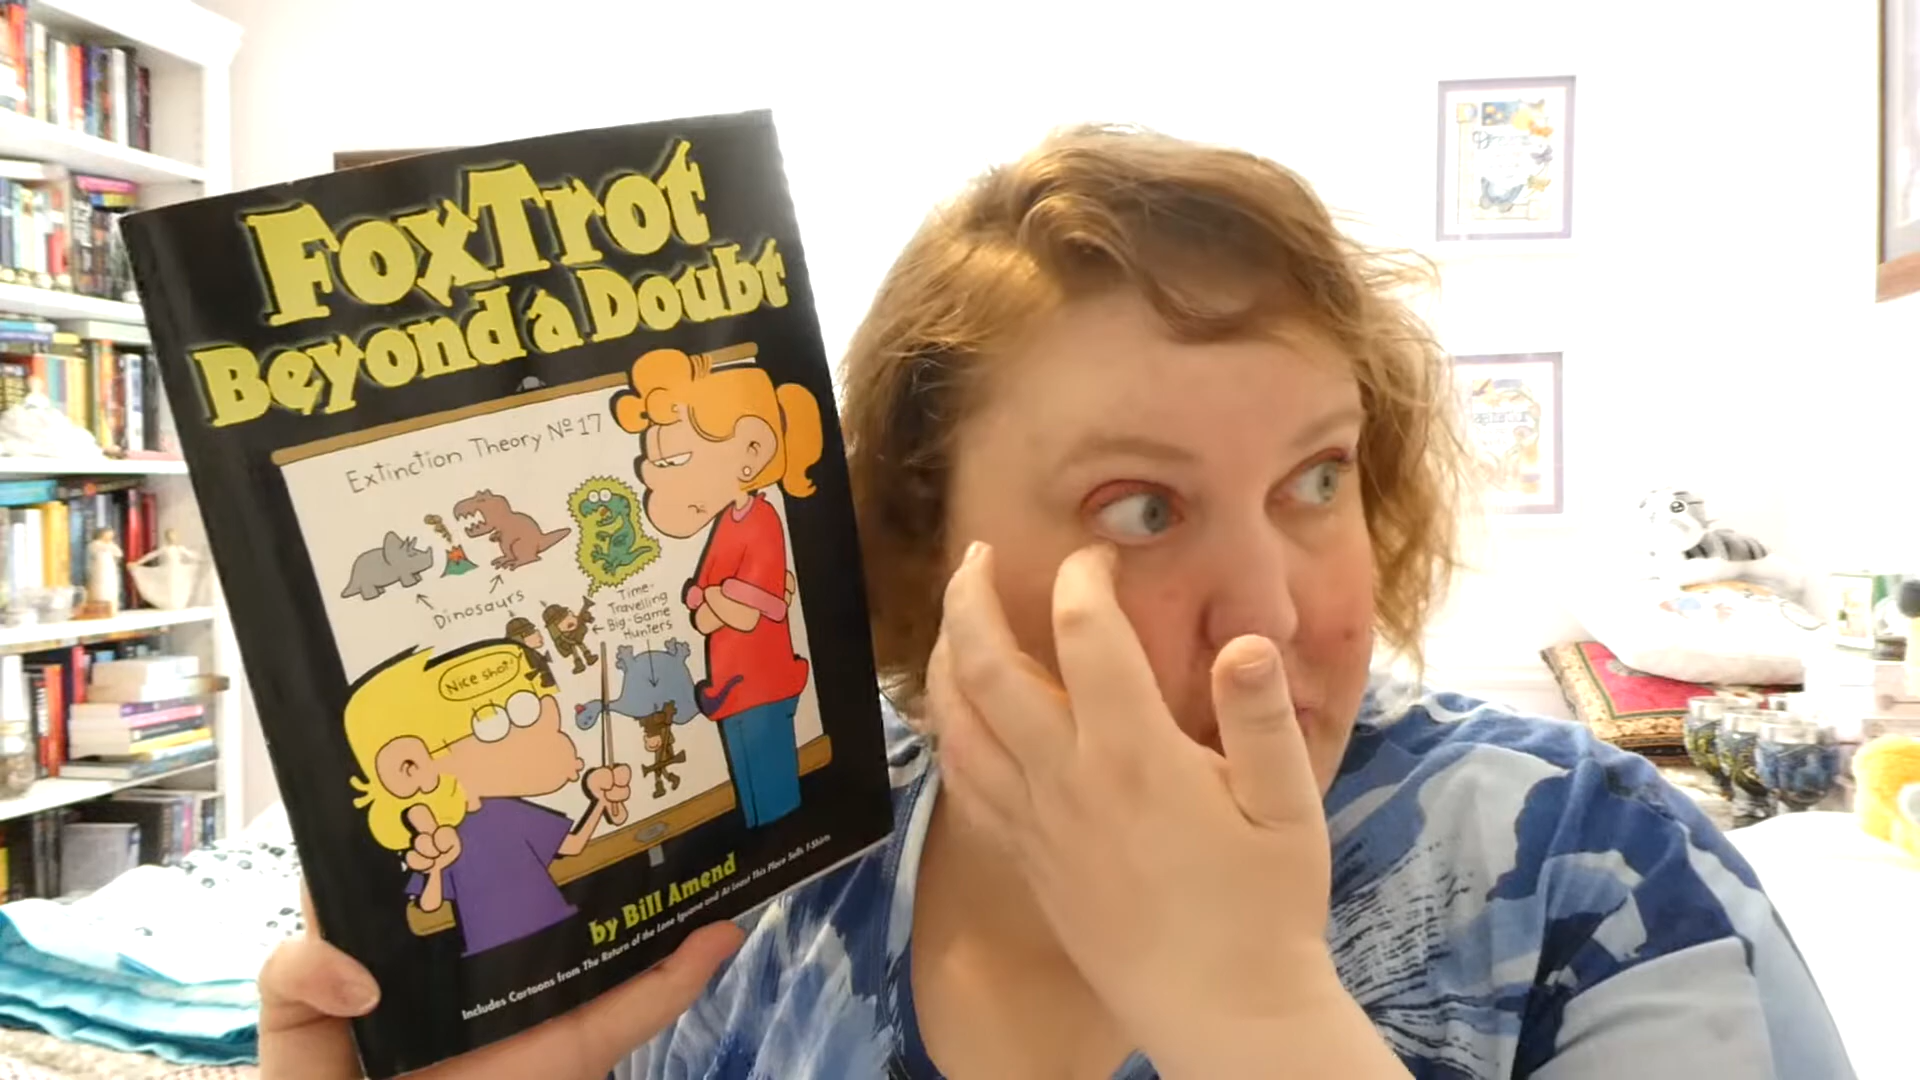 FoxTrot
Beyond a Doubt
Extinction Theory Nº 17
Dinosaurs
Time-
Travelling
Big-Game
Hunters
Nice shot!
by Bill Amend
Includes Cartoons from The Return of the Lone Iguana and At Least This Place Sells T-Shirts